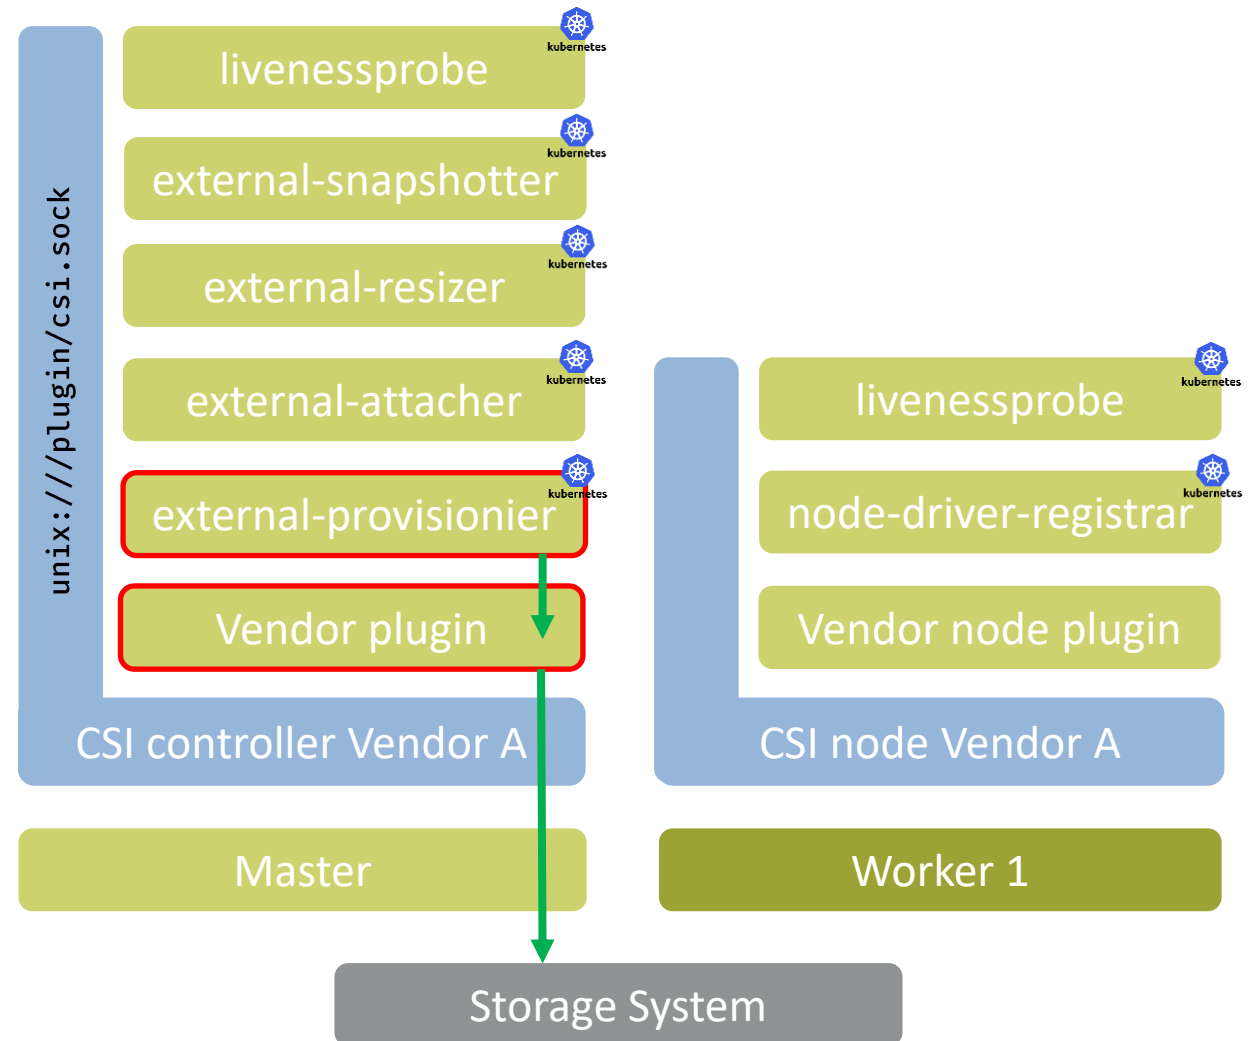 unix:///plugin/csi.sock
kubernetes
livenessprobe
kubernetes
external-snapshotter
kubernetes
external-resizer
kubernetes
external-attacher
kubernetes
external-provisionier
Vendor plugin
CSI controller Vendor A
Master
kubernetes
livenessprobe
kubernetes
node-driver-registrar
Vendor node plugin
CSI node Vendor A
Worker 1
Storage System